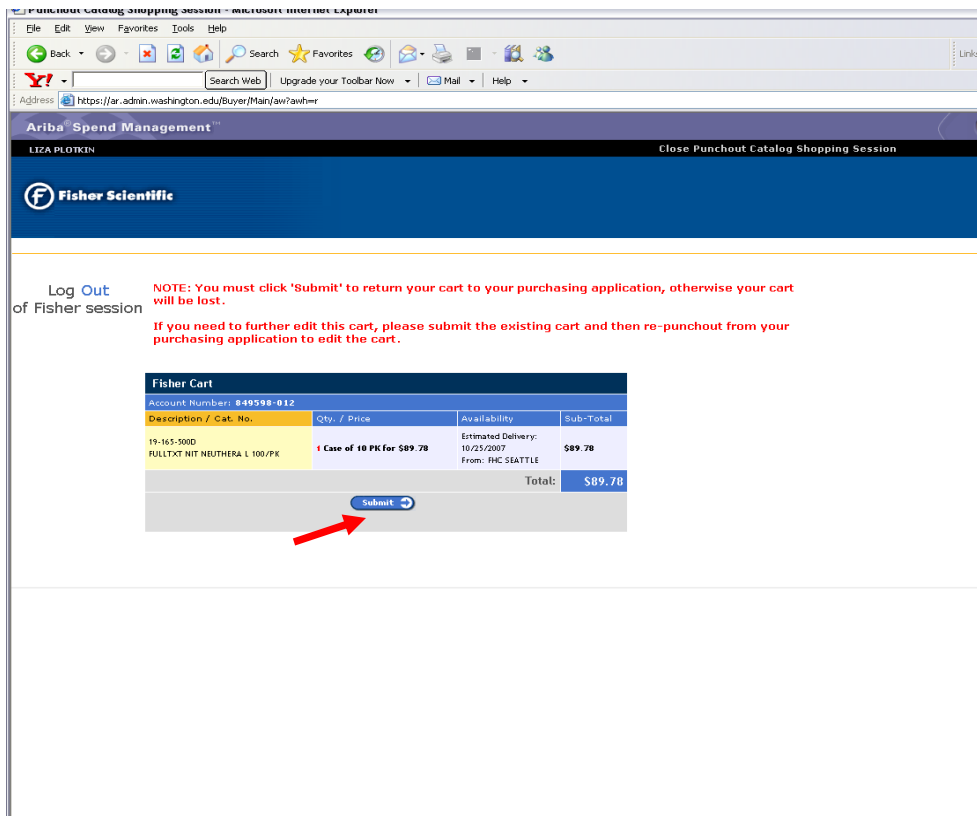 Punchout Catalog Shopping Session - Microsoft Internet Explorer
File Edit View Favorites Tools Help
Back Search Favorites Links
Y! Search Web Upgrade your Toolbar Now Mail Help
Address https://ar.admin.washington.edu/Buyer/Main/aw?awh=r
Ariba® Spend Management™
LIZA PLOTKIN Close Punchout Catalog Shopping Session
Fisher Scientific
Log Out
of Fisher session
NOTE: You must click 'Submit' to return your cart to your purchasing application, otherwise your cart
will be lost.
If you need to further edit this cart, please submit the existing cart and then re-punchout from your
purchasing application to edit the cart.
Fisher Cart
Account Number: 849598-012
Description / Cat. No. Qty. / Price Availability Sub-Total
19-165-500D
FULLTXT NIT NEUTHERA L 100/PK
1 Case of 10 PK for $89.78
Estimated Delivery:
10/25/2007
From: FHC SEATTLE
$89.78
Total: $89.78
Submit